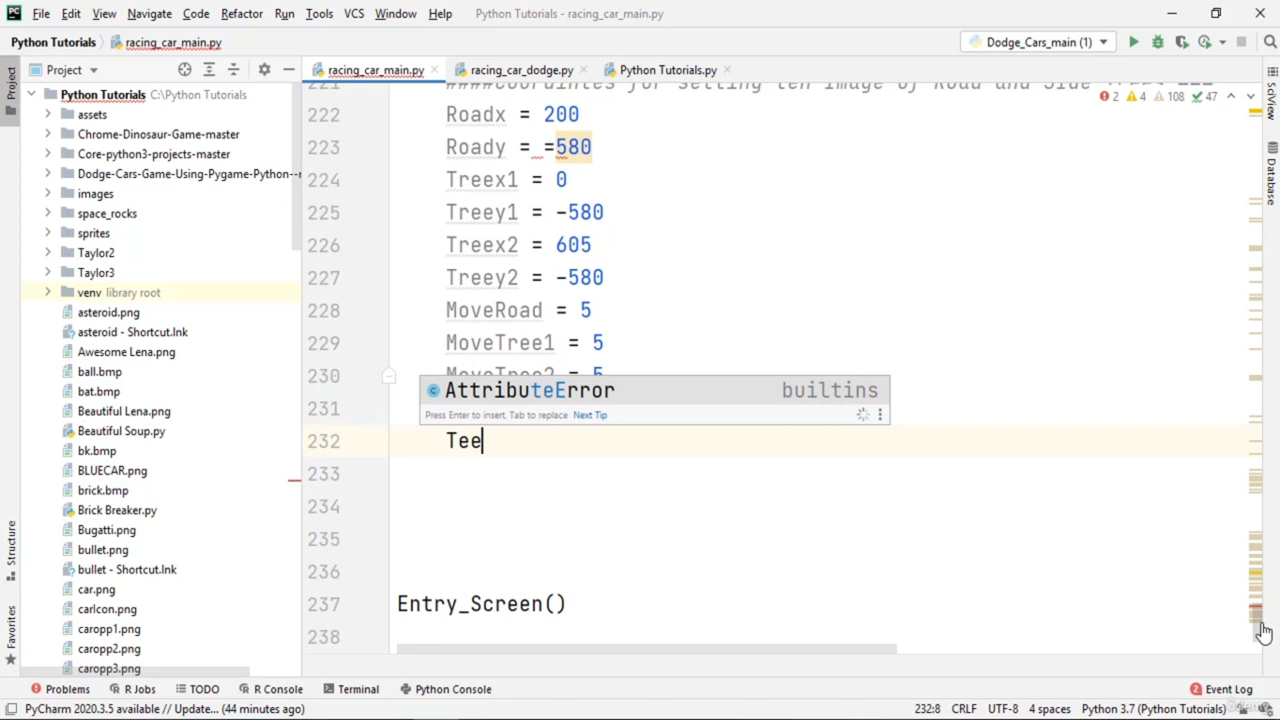 File Edit View Navigate Code Refactor Run Tools VCS Window Help Python Tutorials - racing_car_main.py
Python Tutorials racing_car_main.py Dodge_Cars_main (1)
Project racing_car_main.py racing_car_dodge.py Python Tutorials.py
Python Tutorials C:\Python Tutorials
assets
Chrome-Dinosaur-Game-master
Core-python3-projects-master
Dodge-Cars-Game-Using-Pygame-Python--r
images
space_rocks
sprites
Taylor2
Taylor3
venv library root
asteroid.png
asteroid - Shortcut.lnk
Awesome Lena.png
ball.bmp
bat.bmp
Beautiful Lena.png
Beautiful Soup.py
bk.bmp
BLUECAR.png
brick.bmp
Brick Breaker.py
Bugatti.png
bullet.png
bullet - Shortcut.lnk
car.png
carIcon.png
caropp1.png
caropp2.png
caropp3.png
2 4 108 47
222 Roadx = 200
223 Roady = =580
224 Treex1 = 0
225 Treey1 = -580
226 Treex2 = 605
227 Treey2 = -580
228 MoveRoad = 5
229 MoveTree1 = 5
230 MoveTree2 = 5
AttributeError builtins
231
Press Enter to insert, Tab to replace Next Tip
232 Tee
233
234
235
236
237 Entry_Screen()
238
Project
Structure
Favorites
SciView
Database
Problems R Jobs TODO R Console Terminal Python Console 2 Event Log
PyCharm 2020.3.5 available // Update... (44 minutes ago) 232:8 CRLF UTF-8 4 spaces Python 3.7 (Python Tutorials)